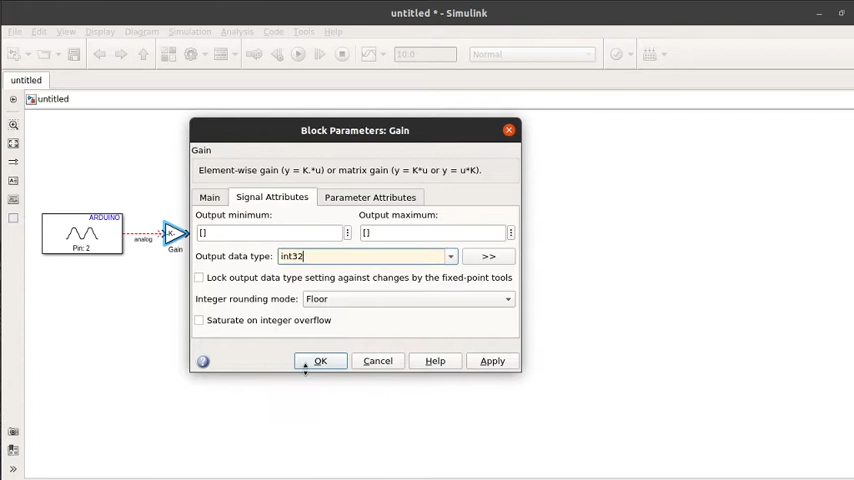 untitled * - Simulink
File Edit View Display Diagram Simulation Analysis Code Tools Help
10.0 Normal
untitled
untitled
Block Parameters: Gain
Gain
Element-wise gain (y = K.*u) or matrix gain (y = K*u or y = u*K).
Main Signal Attributes Parameter Attributes
Output minimum: Output maximum:
[] []
Output data type: int32 >>
Lock output data type setting against changes by the fixed-point tools
Integer rounding mode: Floor
Saturate on integer overflow
OK Cancel Help Apply
ARDUINO
Pin: 2
analog
-K-
Gain